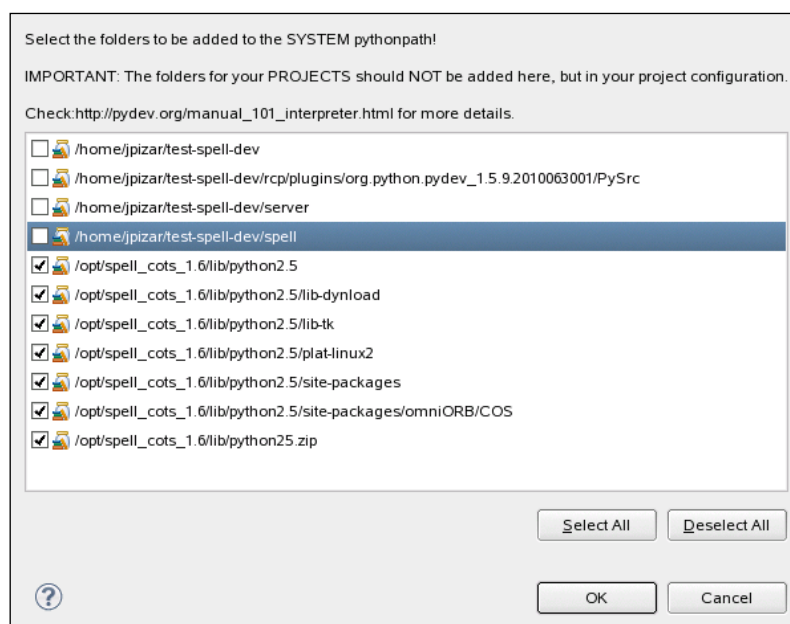 Select the folders to be added to the SYSTEM pythonpath!
IMPORTANT: The folders for your PROJECTS should NOT be added here, but in your project configuration.
Check:http://pydev.org/manual_101_interpreter.html for more details.
/home/jpizar/test-spell-dev
/home/jpizar/test-spell-dev/rcp/plugins/org.python.pydev_1.5.9.2010063001/PySrc
/home/jpizar/test-spell-dev/server
/home/jpizar/test-spell-dev/spell
/opt/spell_cots_1.6/lib/python2.5
/opt/spell_cots_1.6/lib/python2.5/lib-dynload
/opt/spell_cots_1.6/lib/python2.5/lib-tk
/opt/spell_cots_1.6/lib/python2.5/plat-linux2
/opt/spell_cots_1.6/lib/python2.5/site-packages
/opt/spell_cots_1.6/lib/python2.5/site-packages/omniORB/COS
/opt/spell_cots_1.6/lib/python25.zip
Select All Deselect All
? OK Cancel